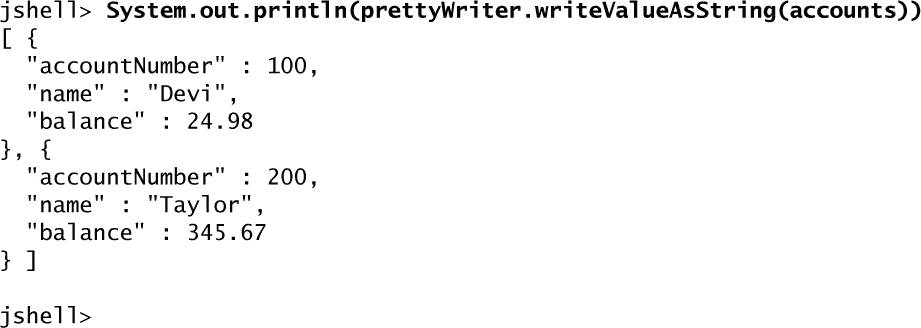 jshell> System.out.println(prettyWriter.writeValueAsString(accounts))
[ {
  "accountNumber" : 100,
  "name" : "Devi",
  "balance" : 24.98
}, {
  "accountNumber" : 200,
  "name" : "Taylor",
  "balance" : 345.67
} ]

jshell>